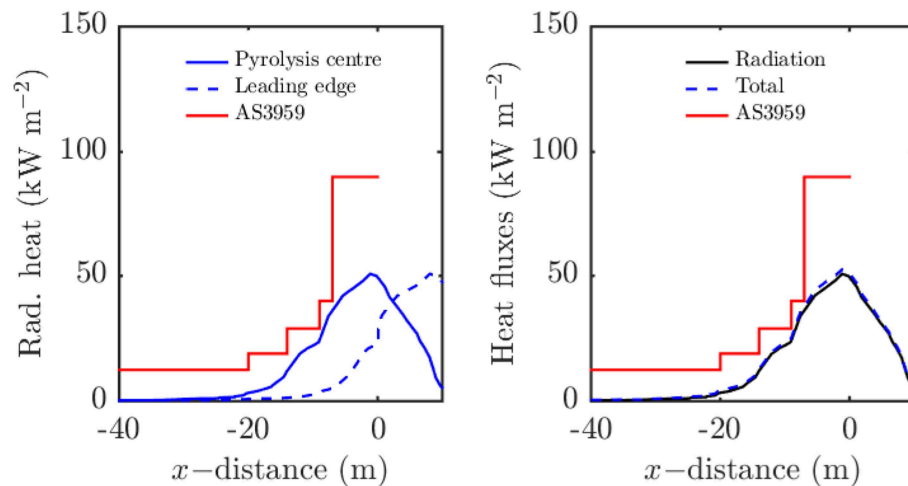 150
100
50
0
Rad. heat (kW m⁻²)
Pyrolysis centre
Leading edge
AS3959
-40
-20
0
x−distance (m)
150
100
50
0
Heat fluxes (kW m⁻²)
Radiation
Total
AS3959
-40
-20
0
x−distance (m)